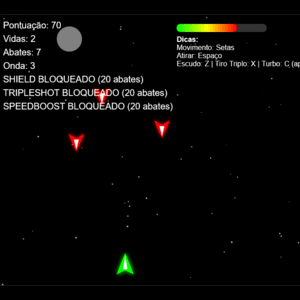 Pontuação: 70
Vidas: 2
Abates: 7
Onda: 3
SHIELD BLOQUEADO (20 abates)
TRIPLESHOT BLOQUEADO (20 abates)
SPEEDBOOST BLOQUEADO (20 abates)
Dicas:
Movimento: Setas
Atirar: Espaço
Escudo: Z | Tiro Triplo: X | Turbo: C (ap